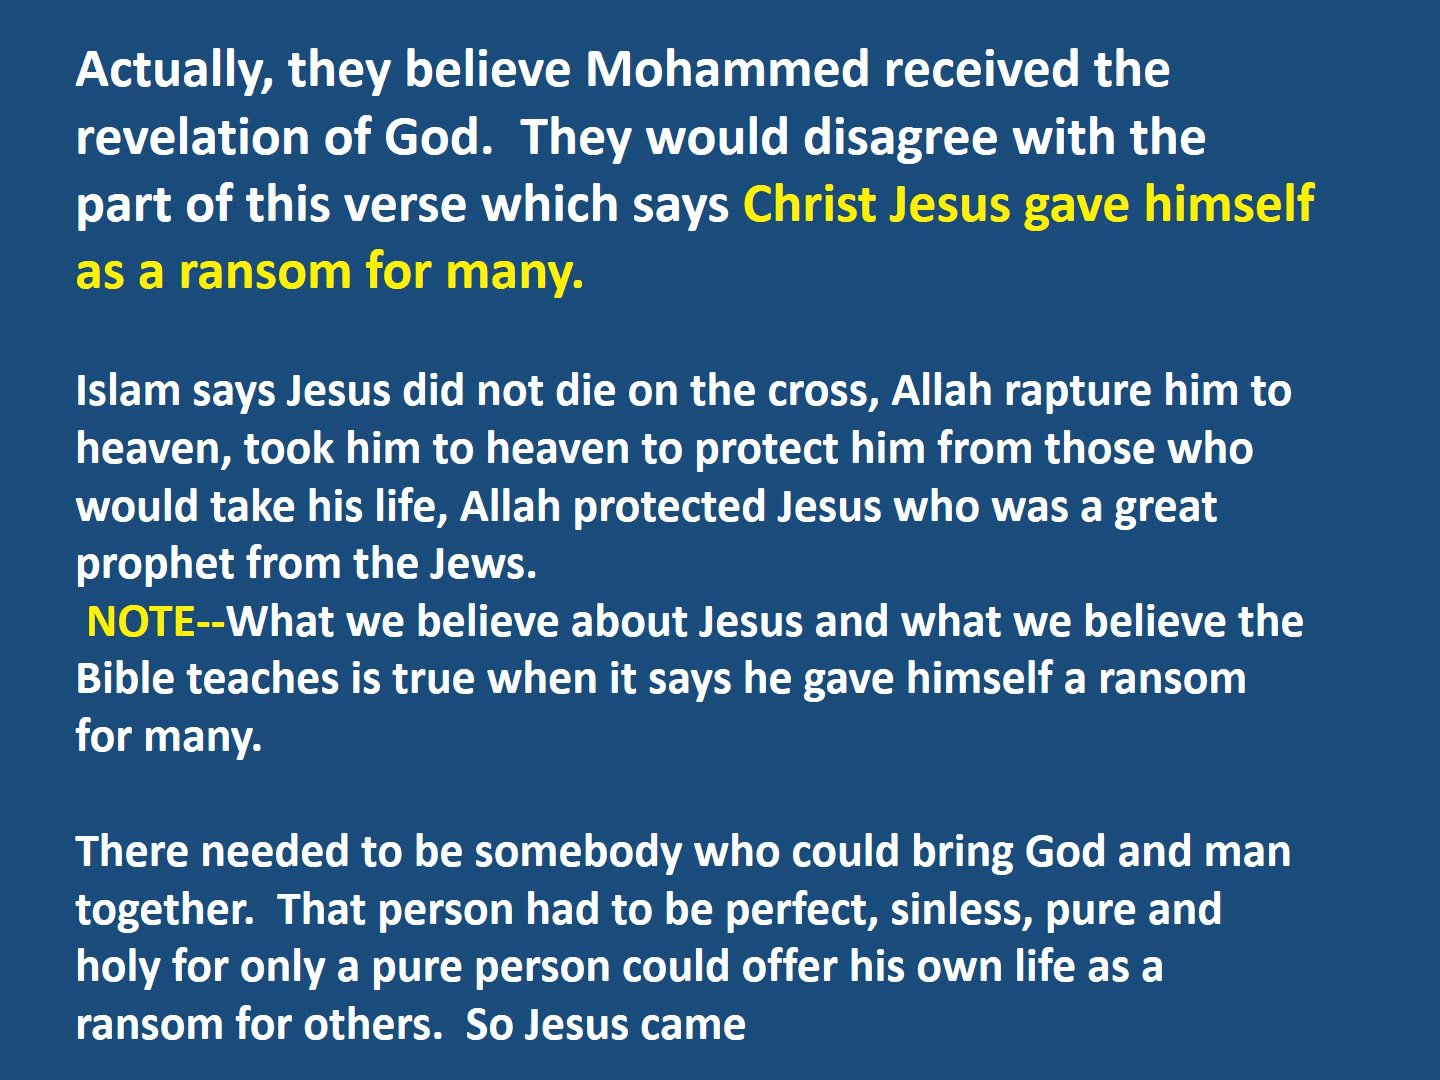 Actually, they believe Mohammed received the
revelation of God.  They would disagree with the
part of this verse which says Christ Jesus gave himself
as a ransom for many.
Islam says Jesus did not die on the cross, Allah rapture him to
heaven, took him to heaven to protect him from those who
would take his life, Allah protected Jesus who was a great
prophet from the Jews.
NOTE--What we believe about Jesus and what we believe the
Bible teaches is true when it says he gave himself a ransom
for many.
There needed to be somebody who could bring God and man
together.  That person had to be perfect, sinless, pure and
holy for only a pure person could offer his own life as a
ransom for others.  So Jesus came